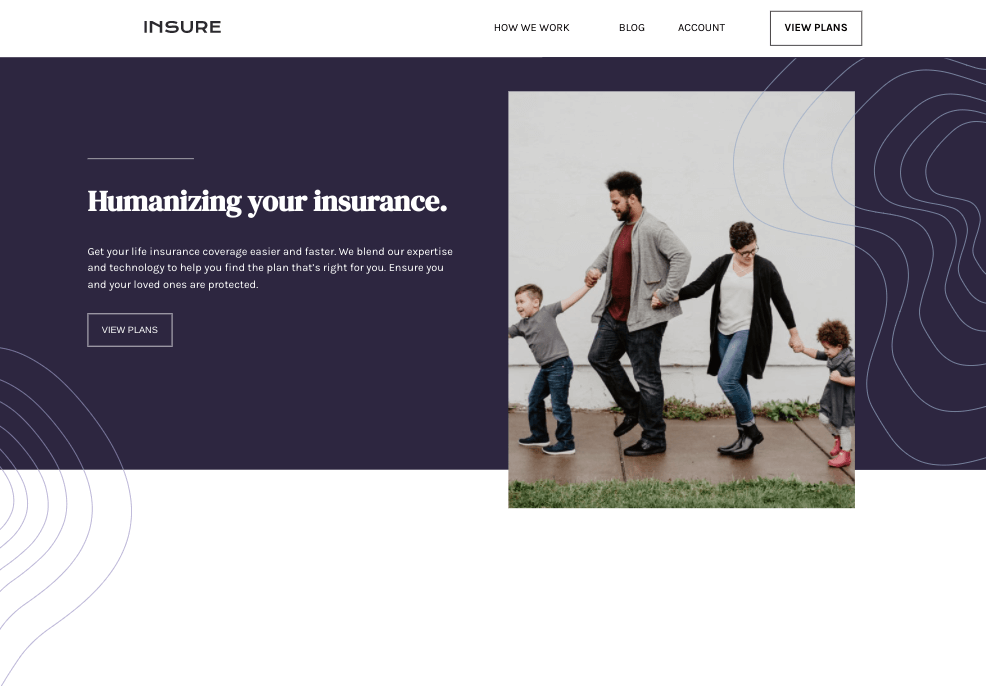 INSURE
HOW WE WORK
BLOG
ACCOUNT
VIEW PLANS
Humanizing your insurance.
Get your life insurance coverage easier and faster. We blend our expertise
and technology to help you find the plan that's right for you. Ensure you
and your loved ones are protected.
VIEW PLANS